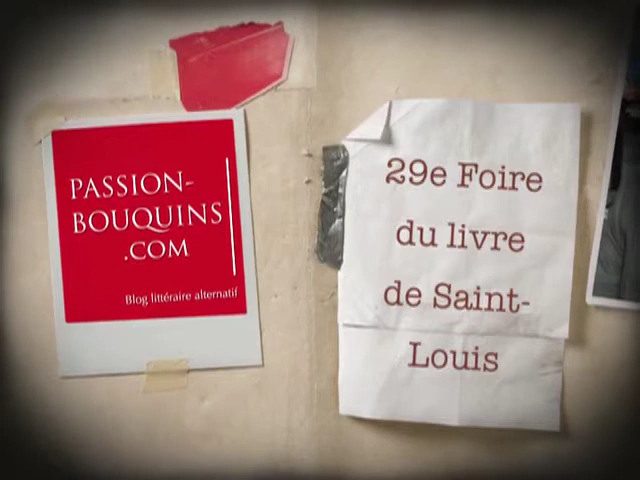 PASSION-
BOUQUINS
.COM
Blog littéraire alternatif
29e Foire
du livre
de Saint-
Louis